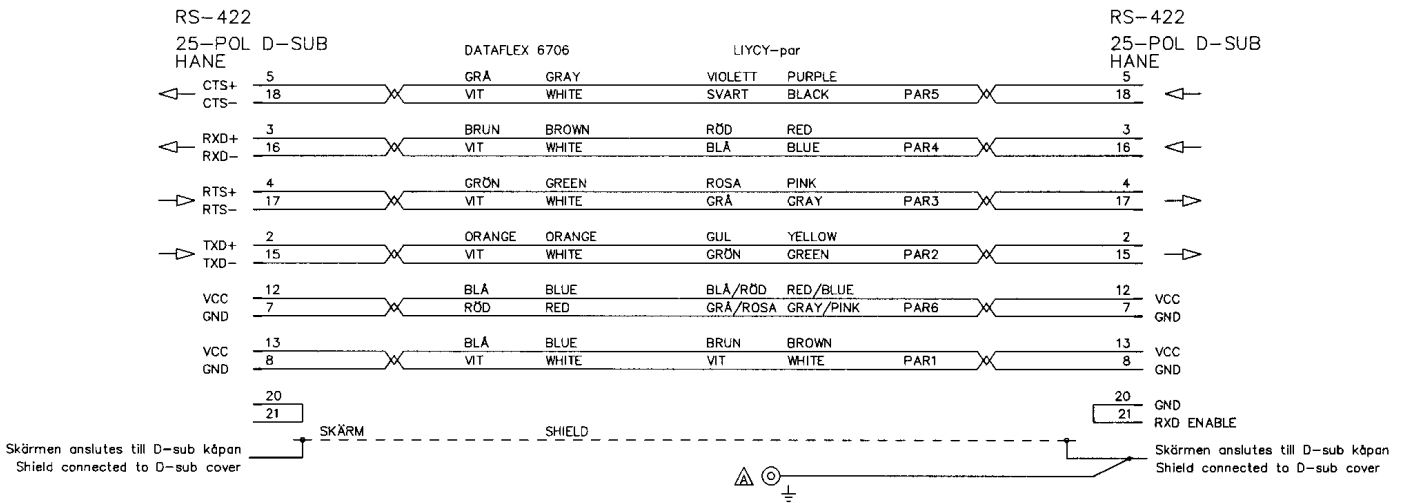 RS-422 RS-422
25-POL D-SUB 25-POL D-SUB
HANE DATAFLEX 6706 LIYCY-par HANE
CTS+ 5 GRÅ GRAY VIOLETT PURPLE 5
CTS- 18 VIT WHITE SVART BLACK PAR5 18
RXD+ 3 BRUN BROWN RÖD RED 3
RXD- 16 VIT WHITE BLÅ BLUE PAR4 16
RTS+ 4 GRÖN GREEN ROSA PINK 4
RTS- 17 VIT WHITE GRÅ GRAY PAR3 17
TXD+ 2 ORANGE ORANGE GUL YELLOW 2
TXD- 15 VIT WHITE GRÖN GREEN PAR2 15
VCC 12 BLÅ BLUE BLÅ/RÖD RED/BLUE 12 VCC
GND 7 RÖD RED GRÅ/ROSA GRAY/PINK PAR6 7 GND
VCC 13 BLÅ BLUE BRUN BROWN 13 VCC
GND 8 VIT WHITE VIT WHITE PAR1 8 GND
20 20 GND
21 21 RXD ENABLE
SKÄRM SHIELD
Skärmen anslutes till D-sub kåpan Skärmen anslutes till D-sub kåpan
Shield connected to D-sub cover Shield connected to D-sub cover
A